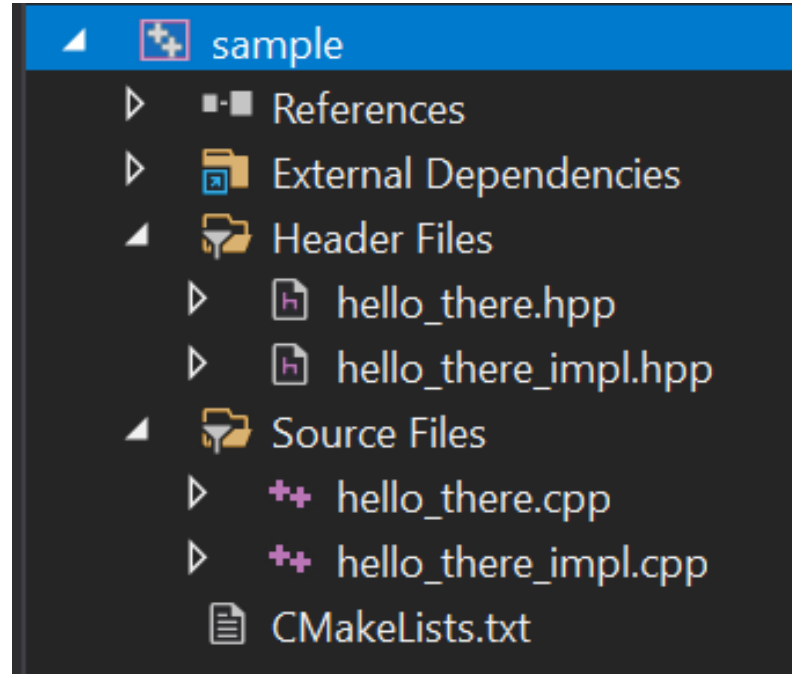 sample
References
External Dependencies
Header Files
hello_there.hpp
hello_there_impl.hpp
Source Files
hello_there.cpp
hello_there_impl.cpp
CMakeLists.txt